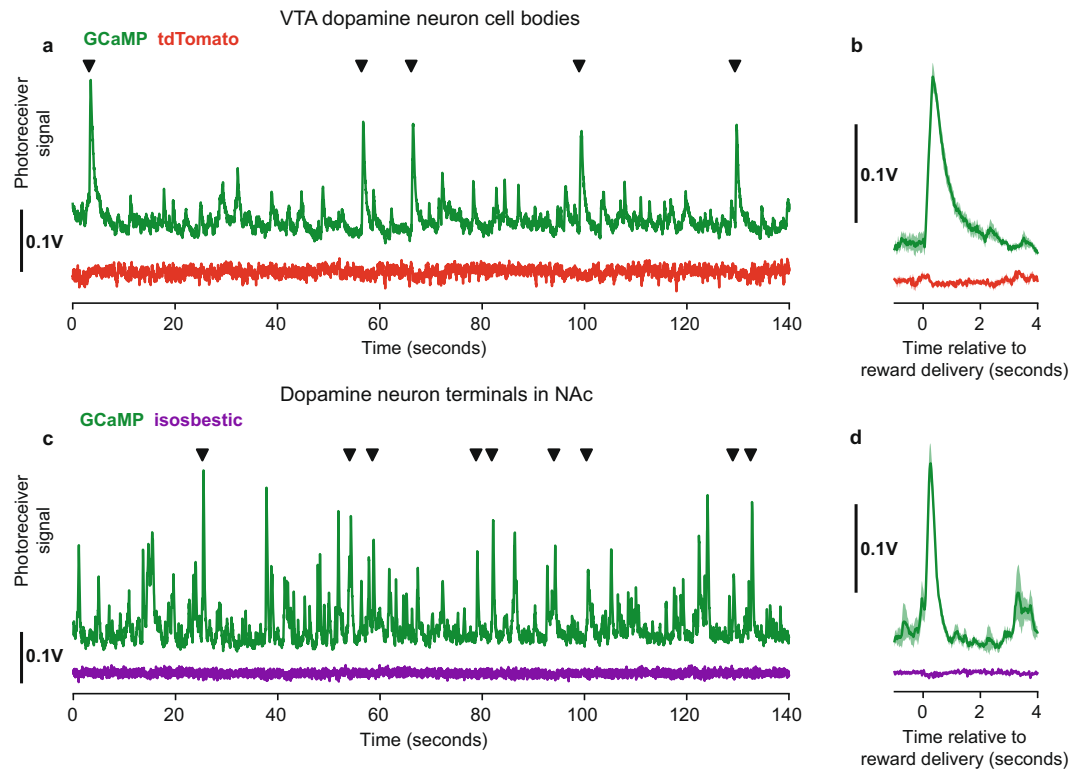 VTA dopamine neuron cell bodies
a
GCaMP tdTomato
Photoreceiver
signal
0.1V
0 20 40 60 80 100 120 140
Time (seconds)
b
0.1V
0 2 4
Time relative to
reward delivery (seconds)
Dopamine neuron terminals in NAc
GCaMP isosbestic
c
Photoreceiver
signal
0.1V
0 20 40 60 80 100 120 140
Time (seconds)
d
0.1V
0 2 4
Time relative to
reward delivery (seconds)